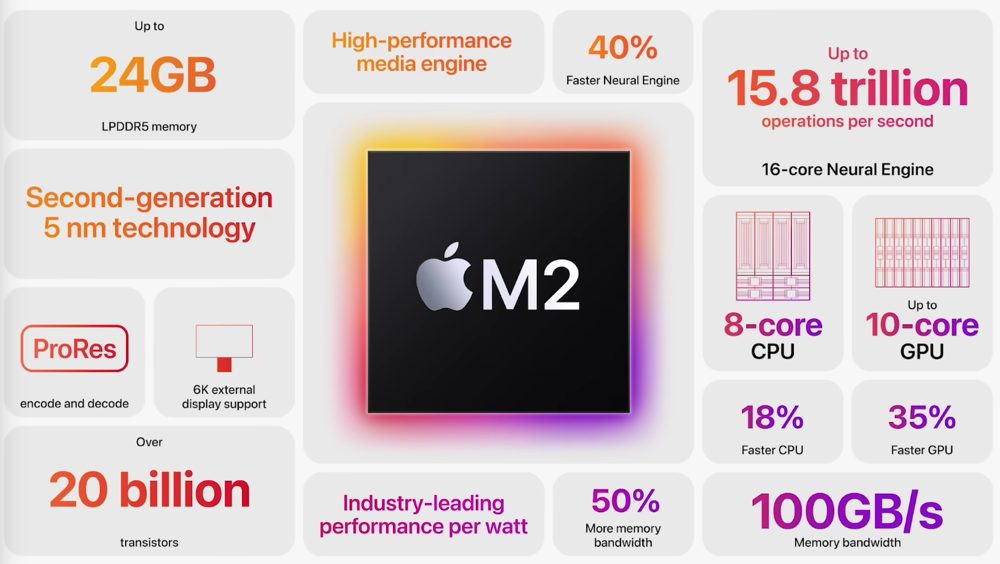 Up to
24GB
LPDDR5 memory
Second-generation
5 nm technology
ProRes
encode and decode
6K external
display support
Over
20 billion
transistors
High-performance
media engine
40%
Faster Neural Engine
M2
Industry-leading
performance per watt
50%
More memory
bandwidth
Up to
15.8 trillion
operations per second
16-core Neural Engine
8-core
CPU
Up to
10-core
GPU
18%
Faster CPU
35%
Faster GPU
100GB/s
Memory bandwidth